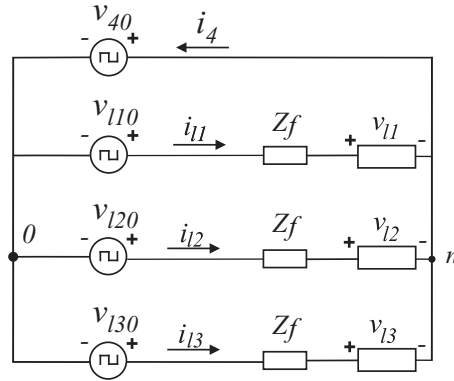 v40
i4
- +
vl10
il1
Zf
vl1
- + + -
0
vl20
il2
Zf
vl2
- + + -
n
vl30
il3
Zf
vl3
- + + -